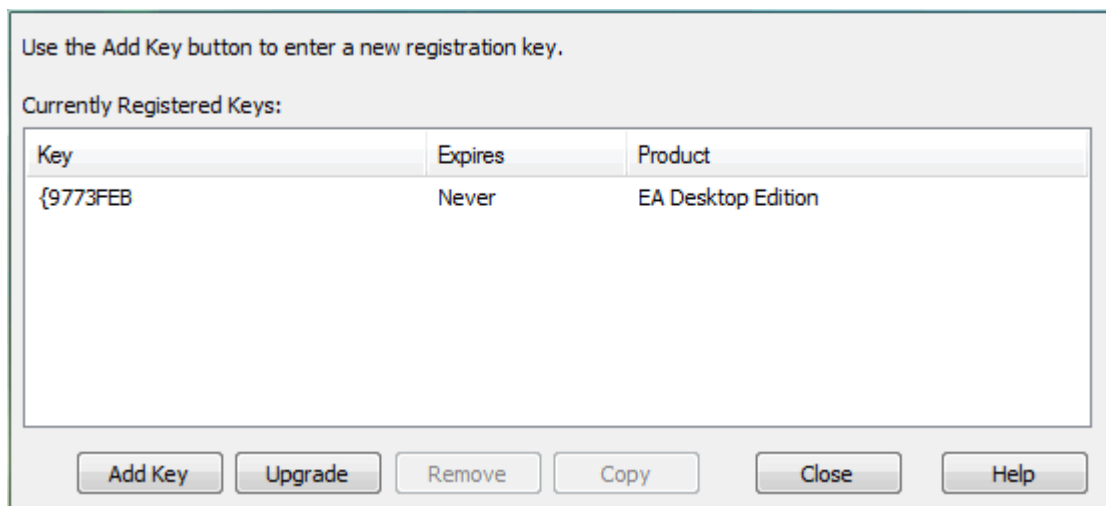 Use the Add Key button to enter a new registration key.
Currently Registered Keys:
Key Expires Product
{9773FEB Never EA Desktop Edition
Add Key Upgrade Remove Copy Close Help